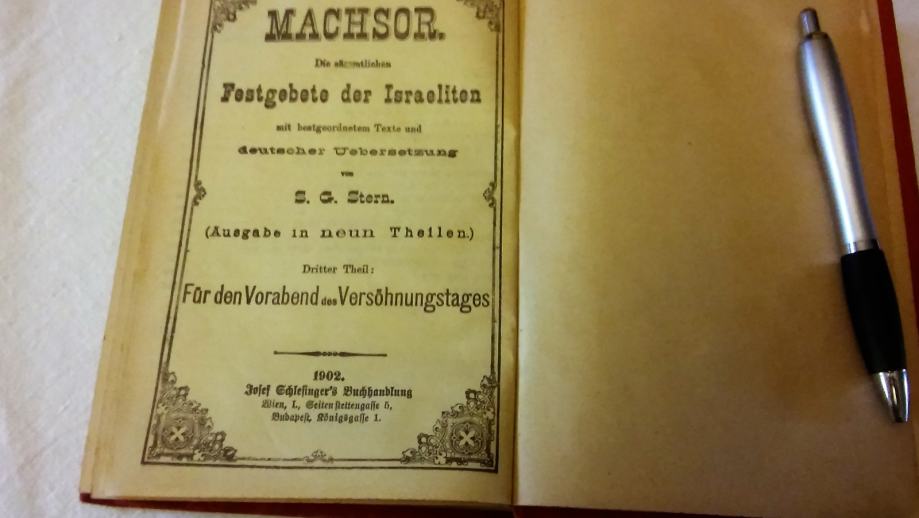 MACHSOR.
Die sämmtlichen
Festgebete der Israeliten
mit bestgeordnetem Texte und
deutscher Uebersetzung
von
S. G. Stern.
(Ausgabe in neun Theilen.)
Dritter Theil:
Für den Vorabend des Versöhnungstages
1902.
Josef Schlesinger's Buchhandlung
Wien, I., Seitenstettengasse 5,
Budapest, Königsgasse 1.